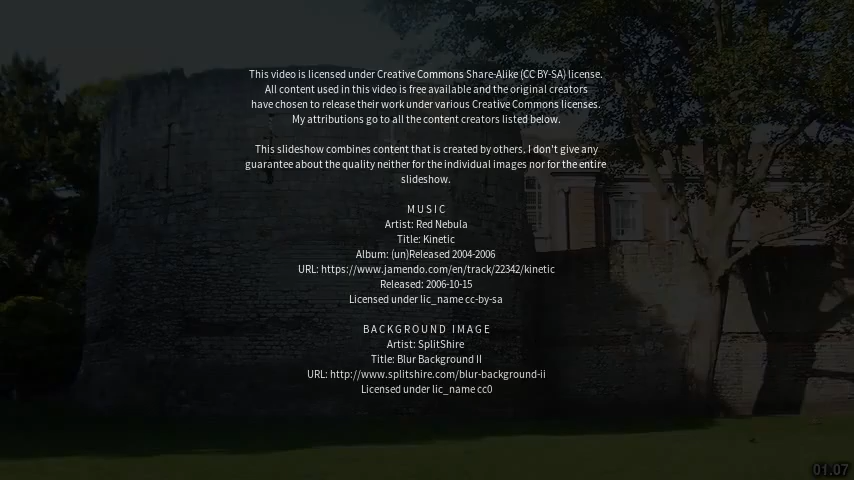 This video is licensed under Creative Commons Share-Alike (CC BY-SA) license.
All content used in this video is free available and the original creators
have chosen to release their work under various Creative Commons licenses.
My attributions go to all the content creators listed below.
This slideshow combines content that is created by others. I don't give any
guarantee about the quality neither for the individual images nor for the entire
slideshow.
MUSIC
Artist: Red Nebula
Title: Kinetic
Album: (un)Released 2004-2006
URL: https://www.jamendo.com/en/track/22342/kinetic
Released: 2006-10-15
Licensed under lic_name cc-by-sa
BACKGROUND IMAGE
Artist: SplitShire
Title: Blur Background II
URL: http://www.splitshire.com/blur-background-ii
Licensed under lic_name cc0
01.07